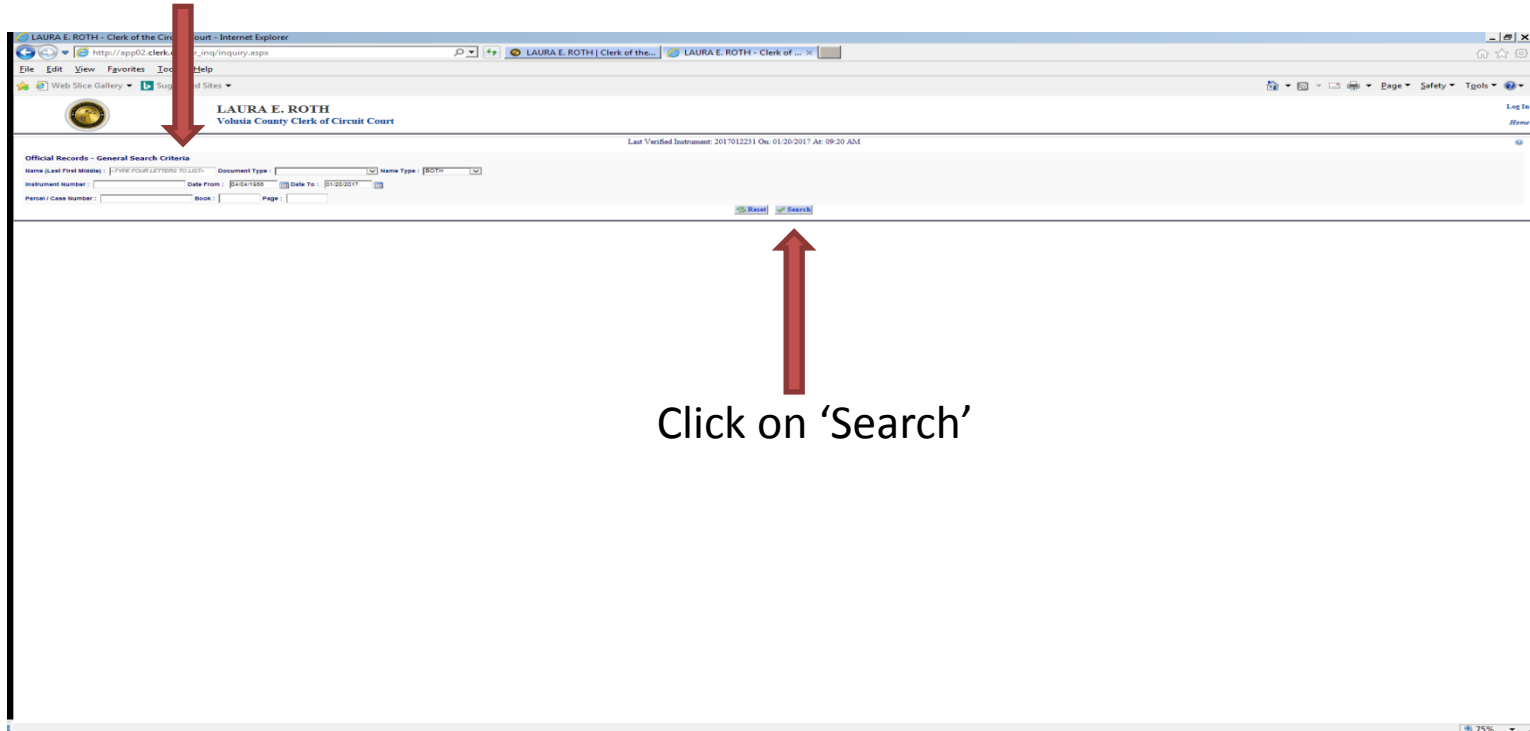 LAURA E. ROTH - Clerk of the Circ ourt - Internet Explorer
http://app02.clerk. r_inq/inquiry.aspx LAURA E. ROTH | Clerk of the... LAURA E. ROTH - Clerk of ... ×
File Edit View Favorites Too Help
Web Slice Gallery Sug d Sites Page Safety Tools
LAURA E. ROTH Log In
Volusia County Clerk of Circuit Court Home
Last Verified Instrument: 2017012231 On: 01/20/2017 At: 09:20 AM
Official Records - General Search Criteria
Name (Last First Middle) : <TYPE FOUR LETTERS TO LIST> Document Type : Name Type : BOTH
Instrument Number : Date From : 04/04/1988 Date To : 01/20/2017
Parcel / Case Number : Book : Page :
Reset Search
Click on ‘Search’
75%